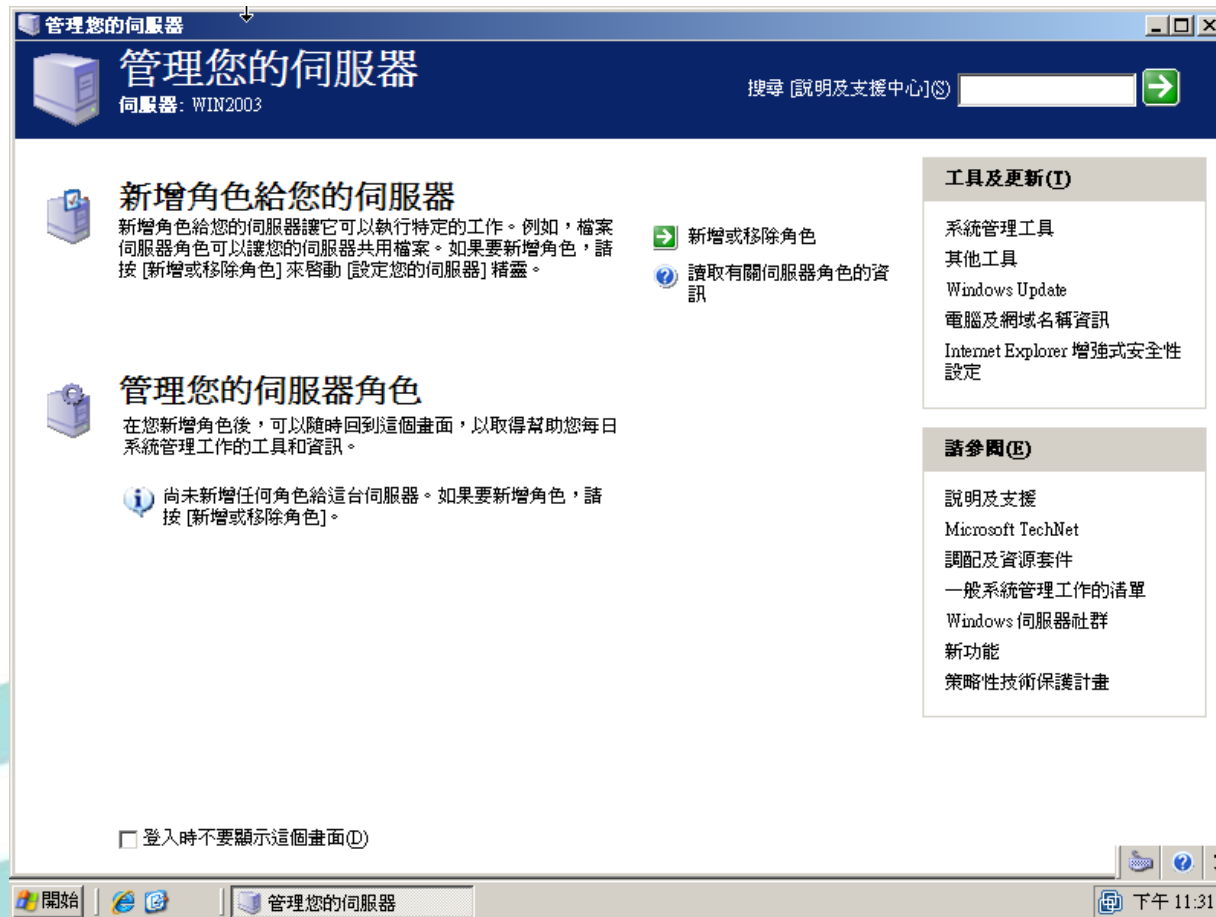 管理您的伺服器
管理您的伺服器
伺服器: WIN2003
搜尋 [說明及支援中心](S)
新增角色給您的伺服器
新增角色給您的伺服器讓它可以執行特定的工作。例如，檔案
伺服器角色可以讓您的伺服器共用檔案。如果要新增角色，請
按 [新增或移除角色] 來啓動 [設定您的伺服器] 精靈。
新增或移除角色
讀取有關伺服器角色的資
訊
管理您的伺服器角色
在您新增角色後，可以隨時回到這個畫面，以取得幫助您每日
系統管理工作的工具和資訊。
尚未新增任何角色給這台伺服器。如果要新增角色，請
按 [新增或移除角色]。
工具及更新(T)
系統管理工具
其他工具
Windows Update
電腦及網域名稱資訊
Internet Explorer 增強式安全性
設定
請參閱(E)
說明及支援
Microsoft TechNet
調配及資源套件
一般系統管理工作的清單
Windows 伺服器社群
新功能
策略性技術保護計畫
登入時不要顯示這個畫面(D)
開始
管理您的伺服器
下午 11:31